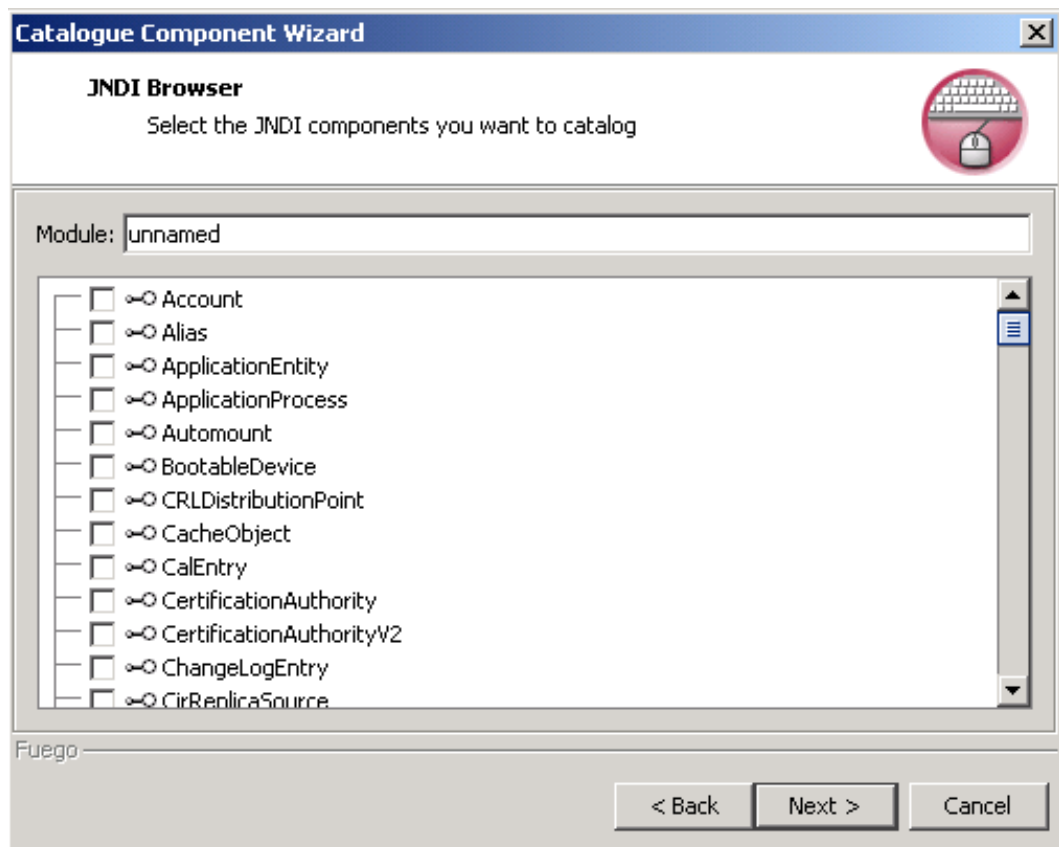 Catalogue Component Wizard
JNDI Browser
Select the JNDI components you want to catalog
Module: unnamed
Account
Alias
ApplicationEntity
ApplicationProcess
Automount
BootableDevice
CRLDistributionPoint
CacheObject
CalEntry
CertificationAuthority
CertificationAuthorityV2
ChangeLogEntry
CirReplicaSource
Fuego
< Back Next > Cancel